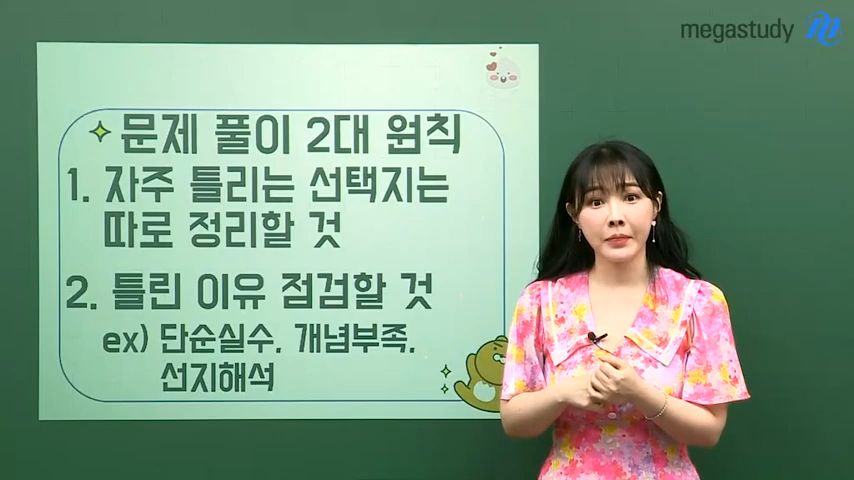 megastudy
문제 풀이 2대 원칙
1. 자주 틀리는 선택지는
따로 정리할 것
2. 틀린 이유 점검할 것
ex) 단순실수, 개념부족,
선지해석